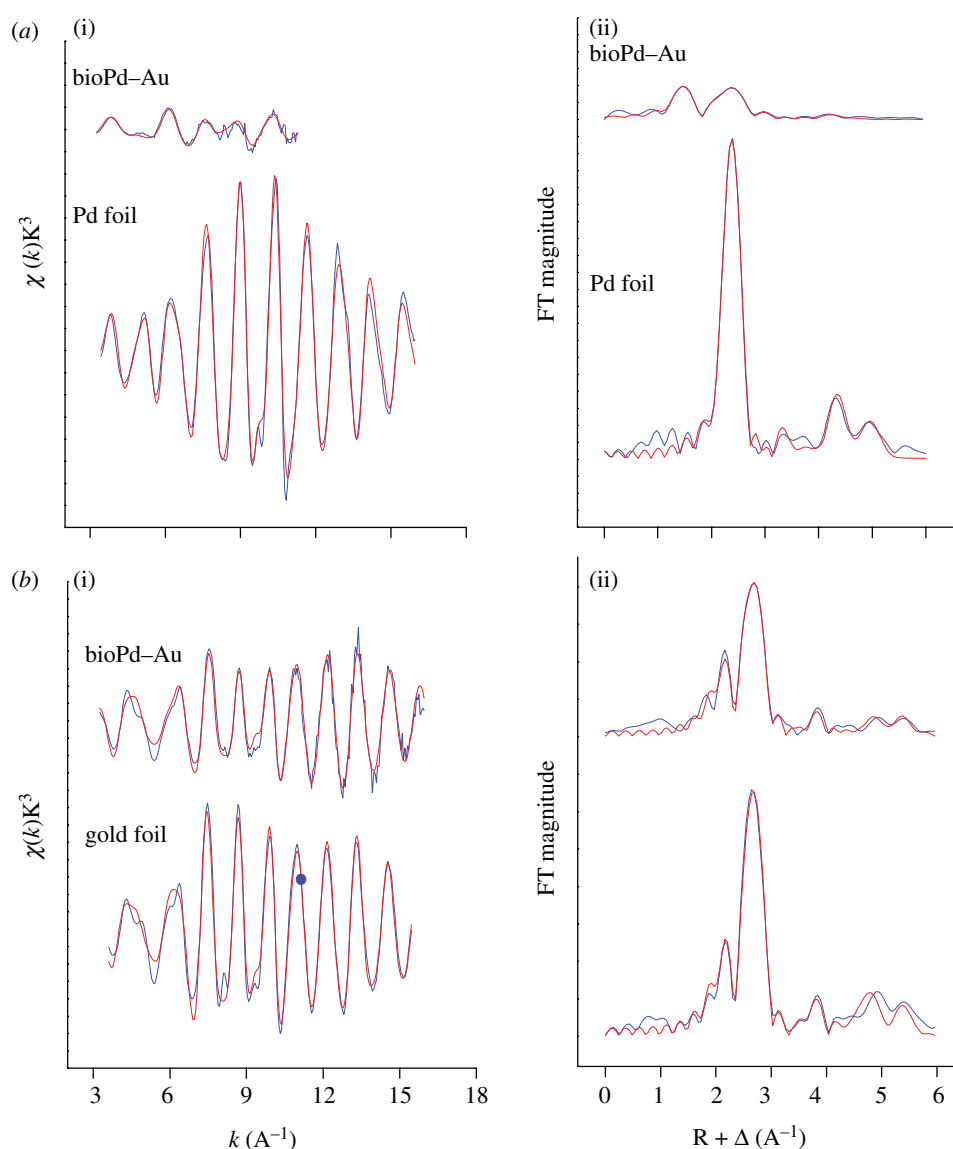 (a) (i)
bioPd–Au
Pd foil
χ (k)K³
(ii)
bioPd–Au
Pd foil
FT magnitude
(b) (i)
bioPd–Au
gold foil
χ(k)K³
3 6 9 12 15 18
k (A⁻¹)
(ii)
FT magnitude
0 1 2 3 4 5 6
R + Δ (A⁻¹)